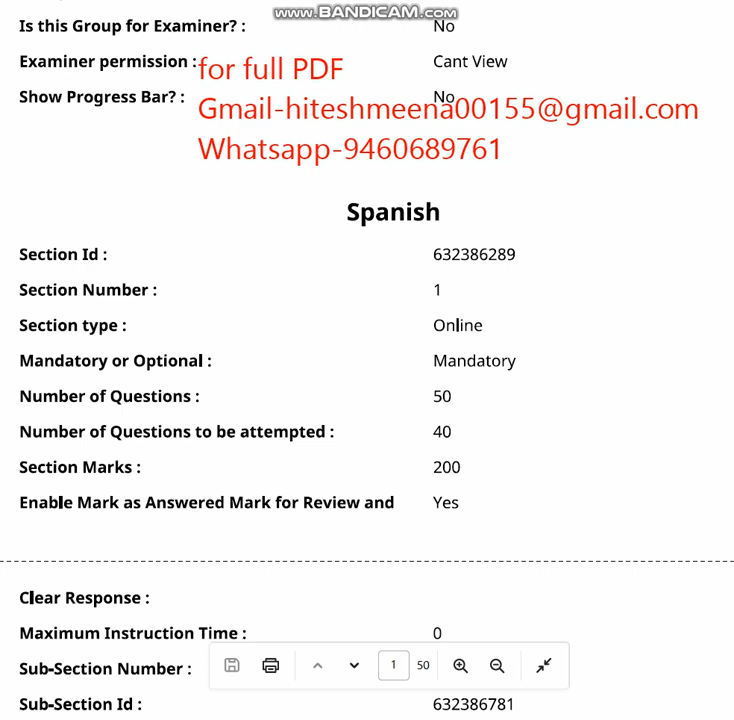 www.BANDICAM.com
Is this Group for Examiner? : No
Examiner permission : Cant View
for full PDF
Show Progress Bar? : No
Gmail-hiteshmeena00155@gmail.com
Whatsapp-9460689761
Spanish
Section Id : 632386289
Section Number : 1
Section type : Online
Mandatory or Optional : Mandatory
Number of Questions : 50
Number of Questions to be attempted : 40
Section Marks : 200
Enable Mark as Answered Mark for Review and Yes
Clear Response :
Maximum Instruction Time : 0
Sub-Section Number :
1 50
Sub-Section Id : 632386781